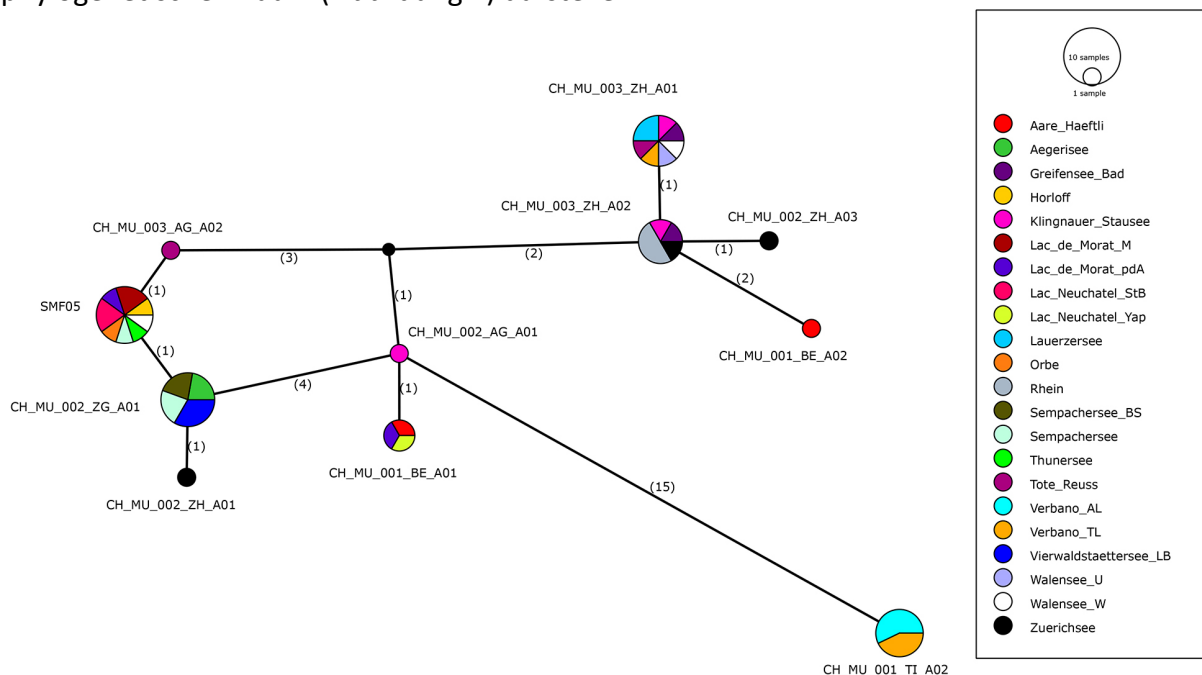 CH_MU_003_ZH_A01
(1)
CH_MU_003_ZH_A02
CH_MU_002_ZH_A03
(1)
(2)
CH_MU_001_BE_A02
CH_MU_003_AG_A02
(3)
(2)
(1)
SMF05
(1)
(1)
CH_MU_002_AG_A01
CH_MU_002_ZG_A01
(4)
(1)
(1)
CH_MU_001_BE_A01
CH_MU_002_ZH_A01
(15)
CH_MU_001_TI_A02
10 samples
1 sample
Aare_Haeftli
Aegerisee
Greifensee_Bad
Horloff
Klingnauer_Stausee
Lac_de_Morat_M
Lac_de_Morat_pdA
Lac_Neuchatel_StB
Lac_Neuchatel_Yap
Lauerzersee
Orbe
Rhein
Sempachersee_BS
Sempachersee
Thunersee
Tote_Reuss
Verbano_AL
Verbano_TL
Vierwaldstaettersee_LB
Walensee_U
Walensee_W
Zuerichsee